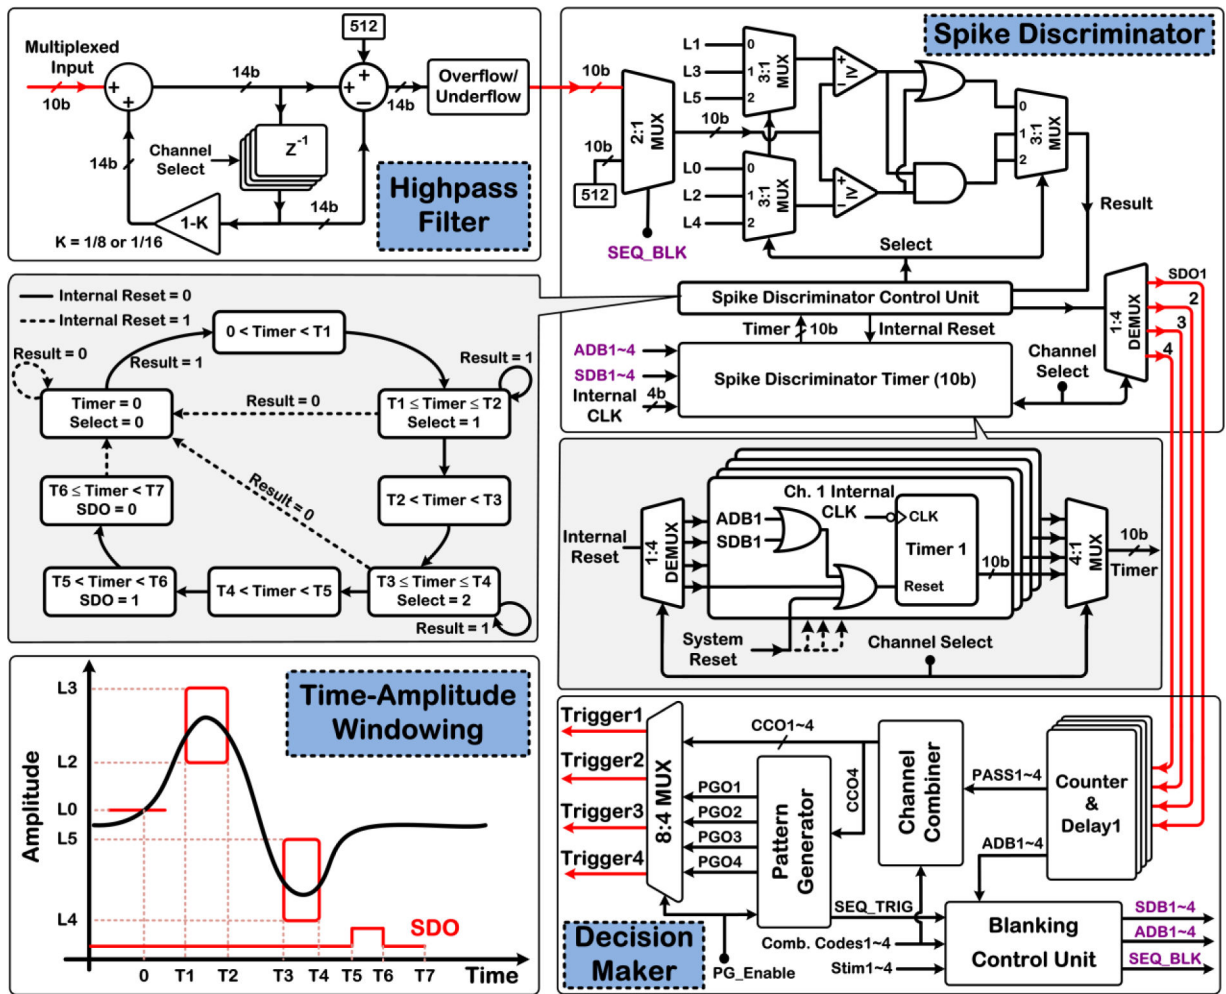 Multiplexed
Input
10b
+
+
14b
512
+
+
−
14b
Overflow/
Underflow
Channel
Select
Z⁻¹
14b
1-K
14b
K = 1/8 or 1/16
Highpass
Filter
Spike Discriminator
10b
10b
512
2:1
MUX
SEQ_BLK
10b
L1
L3
L5
0
1
2
3:1
MUX
L0
L2
L4
0
1
2
3:1
MUX
+
−
IV
+
−
IV
0
1
2
3:1
MUX
Result
Select
Spike Discriminator Control Unit
Timer
10b
Internal Reset
ADB1~4
SDB1~4
Internal
CLK
4b
Spike Discriminator Timer (10b)
Channel
Select
1:4
DEMUX
SDO1
2
3
4
Internal Reset = 0
Internal Reset = 1
0 < Timer < T1
Result = 0
Result = 1
Result = 1
Timer = 0
Select = 0
Result = 0
T1 ≤ Timer ≤ T2
Select = 1
T6 ≤ Timer < T7
SDO = 0
Result = 0
T2 < Timer < T3
T5 < Timer < T6
SDO = 1
T4 < Timer < T5
T3 ≤ Timer ≤ T4
Select = 2
Result = 1
Internal
Reset
1:4
DEMUX
ADB1
SDB1
Ch. 1 Internal
CLK
CLK
Timer 1
Reset
10b
4:1
MUX
10b
Timer
System
Reset
Channel Select
Time-Amplitude
Windowing
Amplitude
L3
L2
L0
L5
L4
SDO
0
T1
T2
T3
T4
T5
T6
T7
Time
Trigger1
Trigger2
Trigger3
Trigger4
8:4 MUX
CCO1~4
PGO1
PGO2
PGO3
PGO4
Pattern
Generator
CCO4
Channel
Combiner
PASS1~4
Counter
&
Delay1
ADB1~4
SEQ_TRIG
Comb. Codes1~4
Stim1~4
PG_Enable
Blanking
Control Unit
SDB1~4
ADB1~4
SEQ_BLK
Decision
Maker